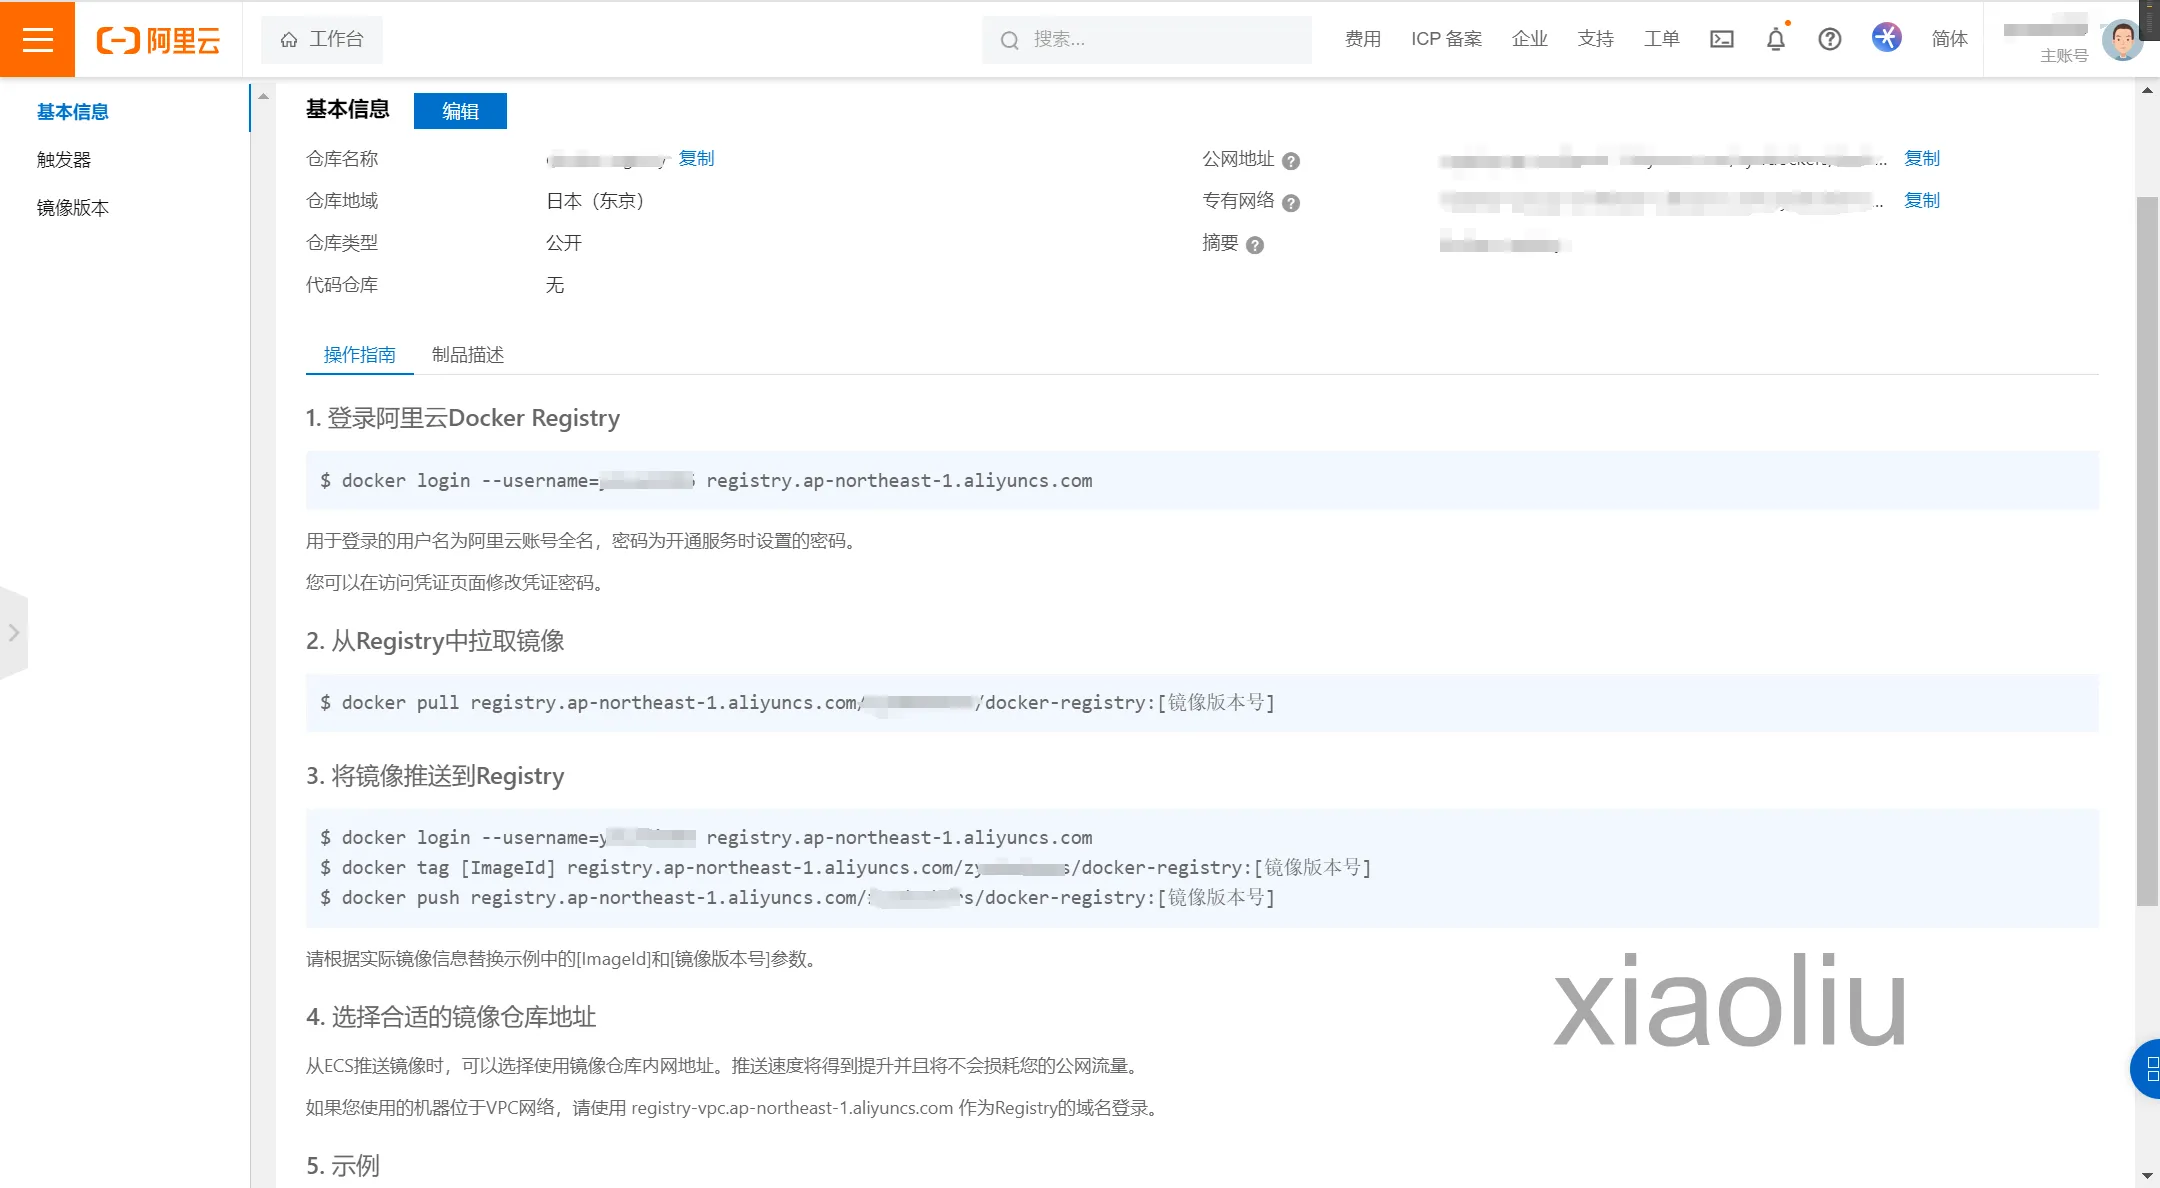 阿里云
工作台
搜索...
费用
ICP 备案
企业
支持
工单
简体
主账号
基本信息
触发器
镜像版本
基本信息
编辑
仓库名称
复制
公网地址
...
复制
仓库地域
日本（东京）
专有网络
...
复制
仓库类型
公开
摘要
代码仓库
无
操作指南
制品描述
1. 登录阿里云Docker Registry
$ docker login --username= registry.ap-northeast-1.aliyuncs.com
用于登录的用户名为阿里云账号全名，密码为开通服务时设置的密码。
您可以在访问凭证页面修改凭证密码。
2. 从Registry中拉取镜像
$ docker pull registry.ap-northeast-1.aliyuncs.com/ /docker-registry:[镜像版本号]
3. 将镜像推送到Registry
$ docker login --username= registry.ap-northeast-1.aliyuncs.com
$ docker tag [ImageId] registry.ap-northeast-1.aliyuncs.com/ /docker-registry:[镜像版本号]
$ docker push registry.ap-northeast-1.aliyuncs.com/ /docker-registry:[镜像版本号]
请根据实际镜像信息替换示例中的[ImageId]和[镜像版本号]参数。
4. 选择合适的镜像仓库地址
从ECS推送镜像时，可以选择使用镜像仓库内网地址。推送速度将得到提升并且将不会损耗您的公网流量。
如果您使用的机器位于VPC网络，请使用 registry-vpc.ap-northeast-1.aliyuncs.com 作为Registry的域名登录。
5. 示例
xiaoliu